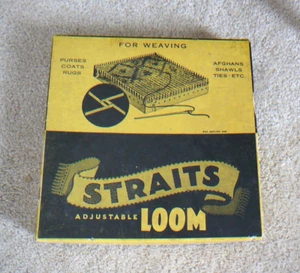 FOR WEAVING
PURSES
COATS
RUGS
AFGHANS
SHAWLS
TIES-ETC.
STRAITS
ADJUSTABLE LOOM